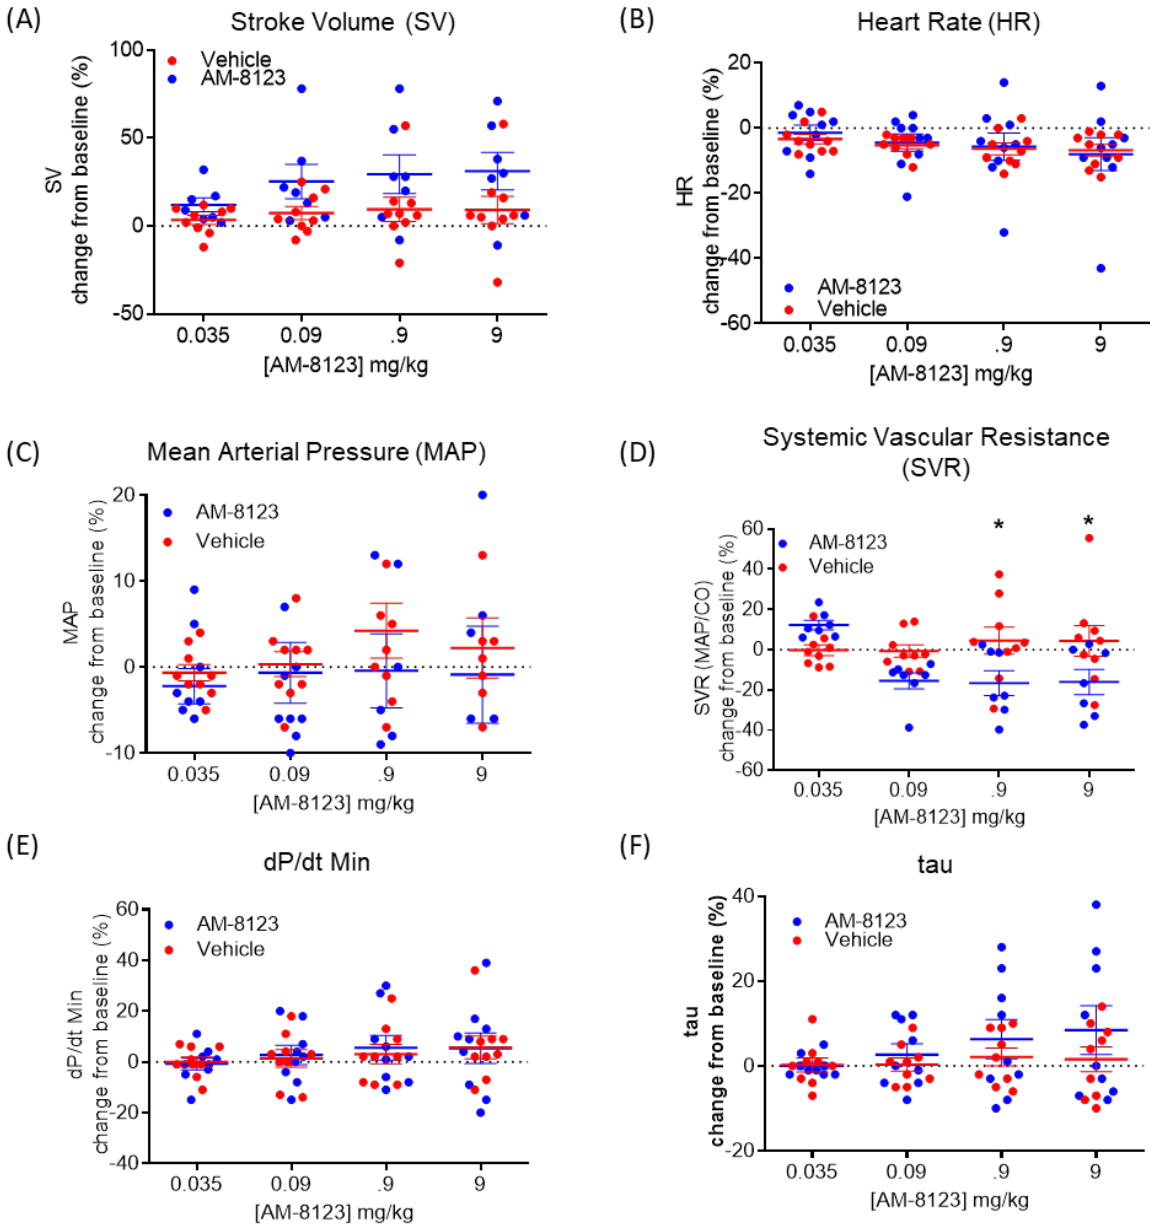 (A)
Stroke Volume (SV)
100
50
0
-50
SV
change from baseline (%)
Vehicle
AM-8123
0.035 0.09 .9 9
[AM-8123] mg/kg
(B)
Heart Rate (HR)
20
0
-20
-40
-60
HR
change from baseline (%)
AM-8123
Vehicle
0.035 0.09 .9 9
[AM-8123] mg/kg
(C)
Mean Arterial Pressure (MAP)
20
10
0
-10
MAP
change from baseline (%)
AM-8123
Vehicle
0.035 0.09 .9 9
[AM-8123] mg/kg
(D)
Systemic Vascular Resistance
(SVR)
60
40
20
0
-20
-40
-60
SVR (MAP/CO)
change from baseline (%)
AM-8123
Vehicle
* *
0.035 0.09 .9 9
[AM-8123] mg/kg
(E)
dP/dt Min
60
40
20
0
-20
-40
dP/dt Min
change from baseline (%)
AM-8123
Vehicle
0.035 0.09 .9 9
[AM-8123] mg/kg
(F)
tau
40
20
0
-20
tau
change from baseline (%)
AM-8123
Vehicle
0.035 0.09 .9 9
[AM-8123] mg/kg